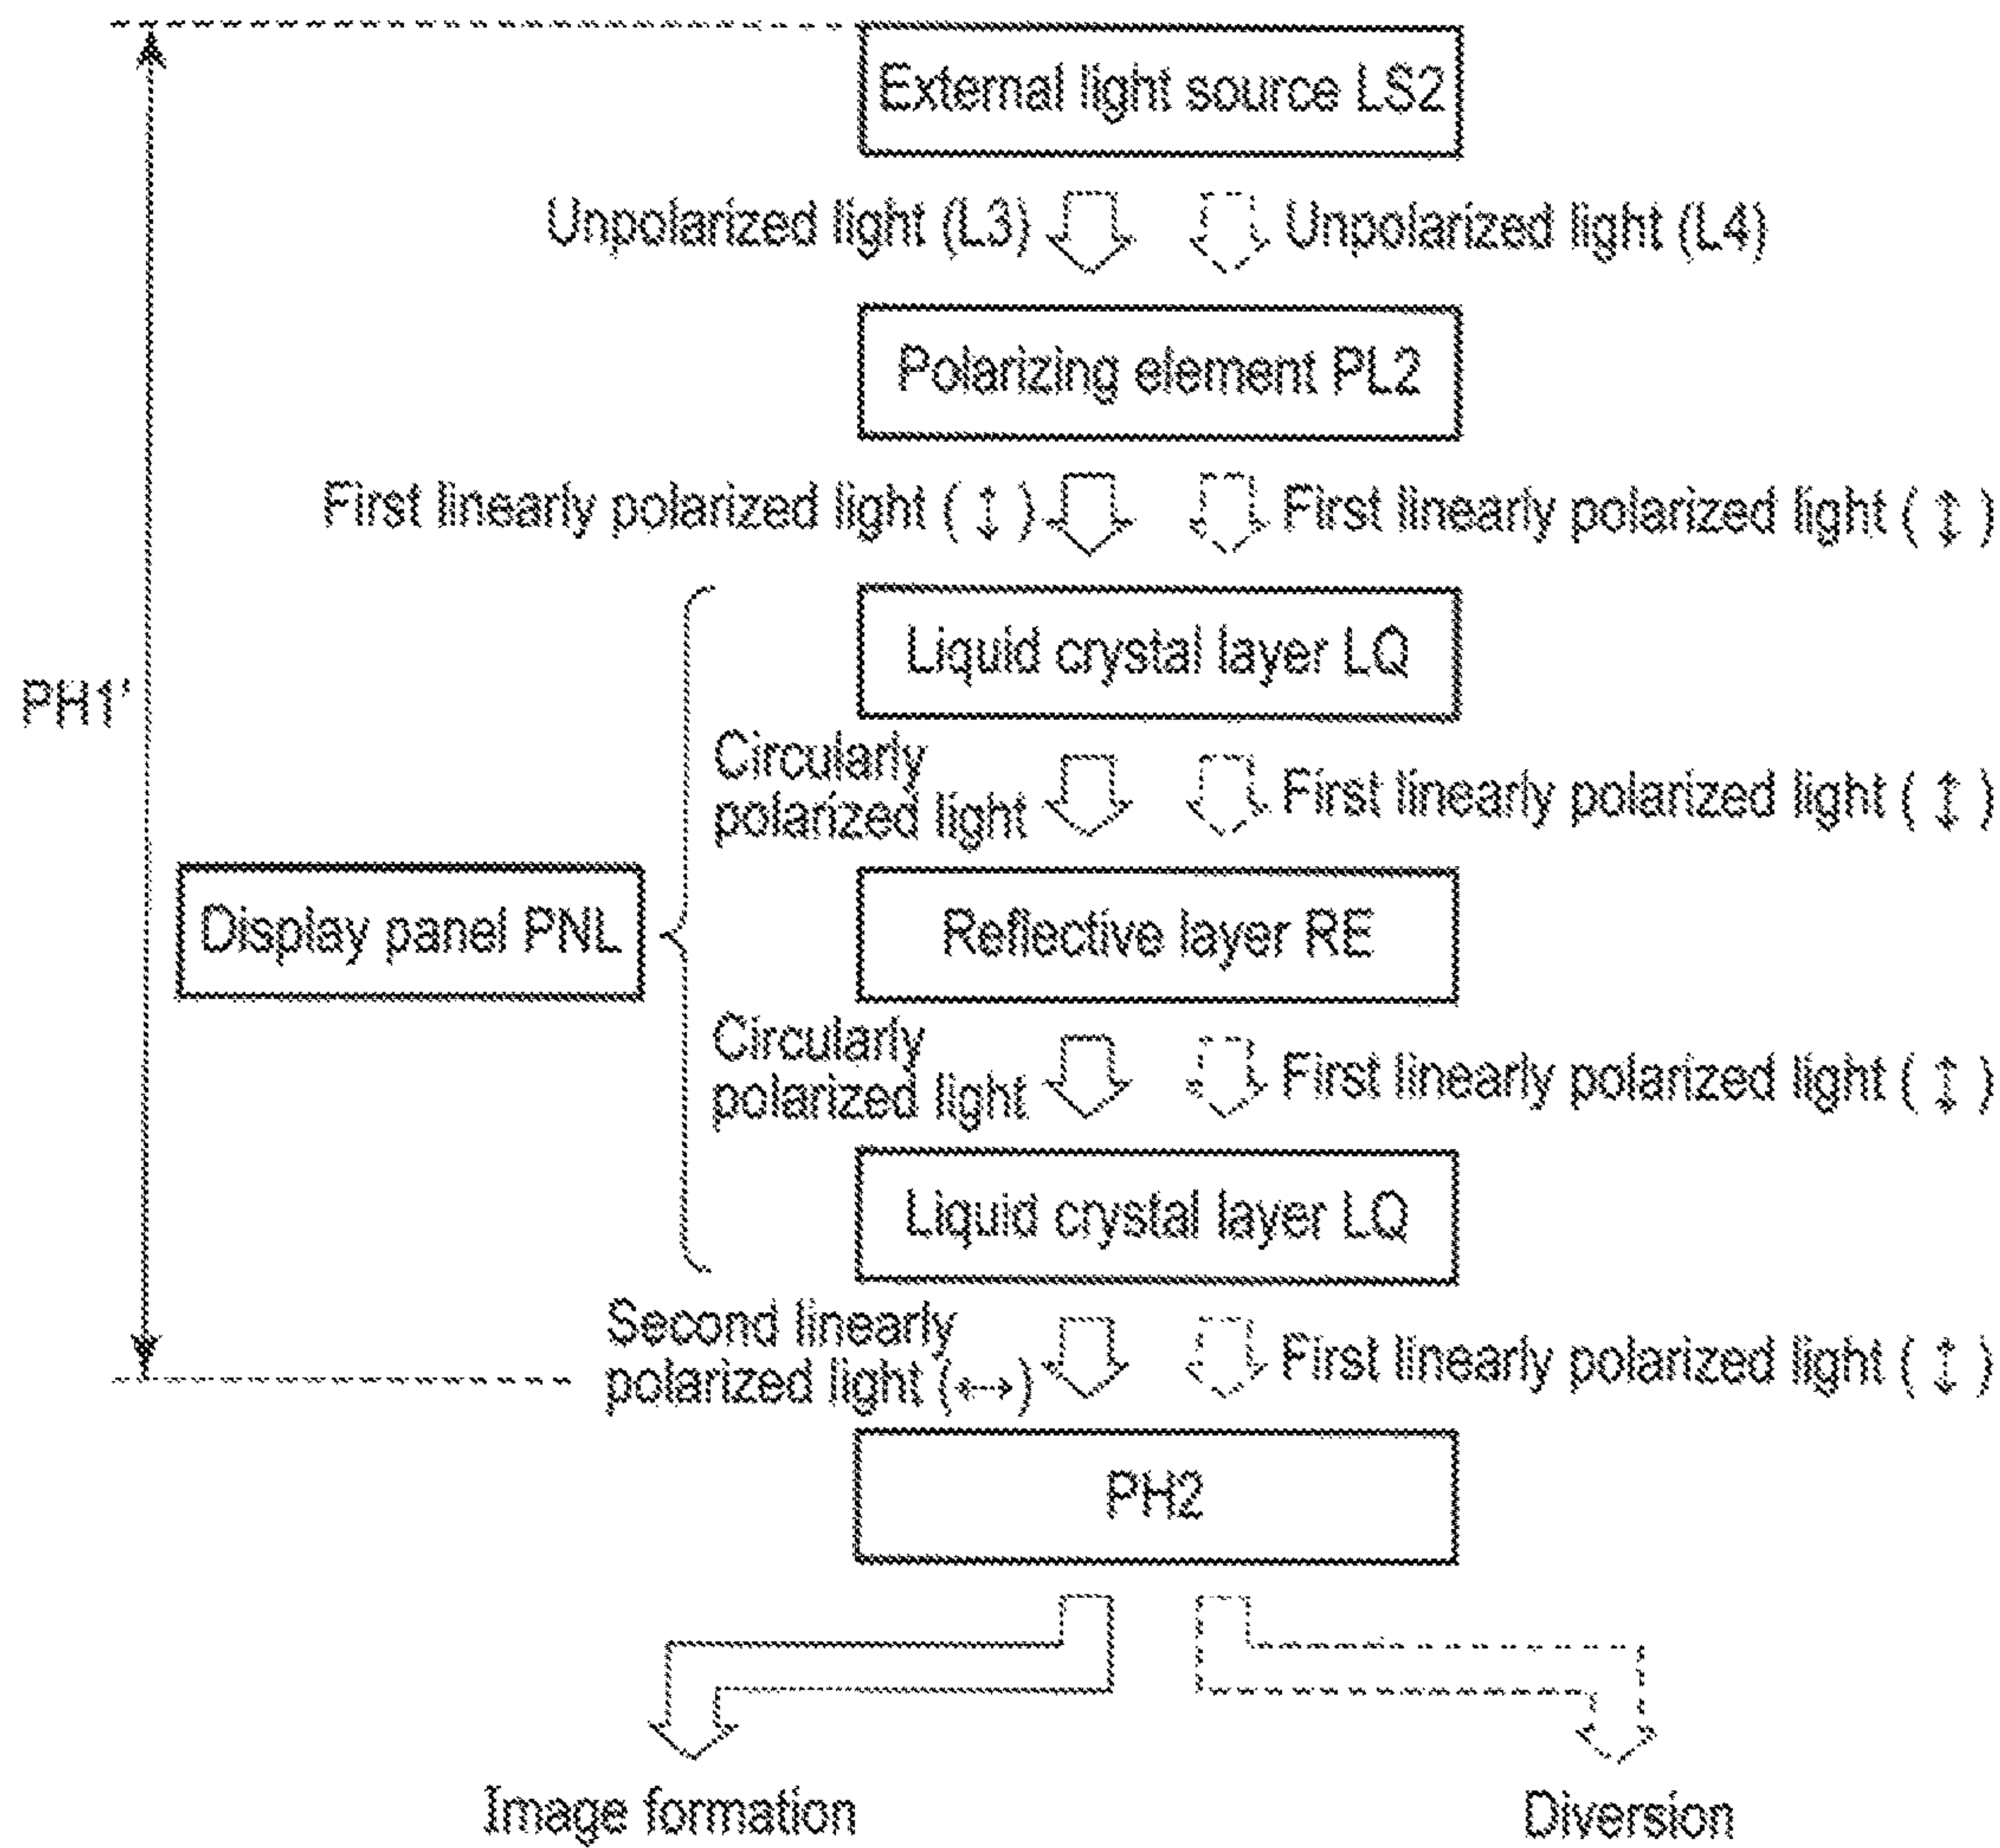 External light source LS2
Unpolarized light (L3)
Unpolarized light (L4)
Polarizing element PL2
First linearly polarized light ( ↕ )
First linearly polarized light ( ↕ )
Liquid crystal layer LQ
PH1'
Circularly
polarized light
First linearly polarized light ( ↕ )
Display panel PNL
Reflective layer RE
Circularly
polarized light
First linearly polarized light ( ↕ )
Liquid crystal layer LQ
Second linearly
polarized light (↔)
First linearly polarized light ( ↕ )
PH2
Image formation
Diversion